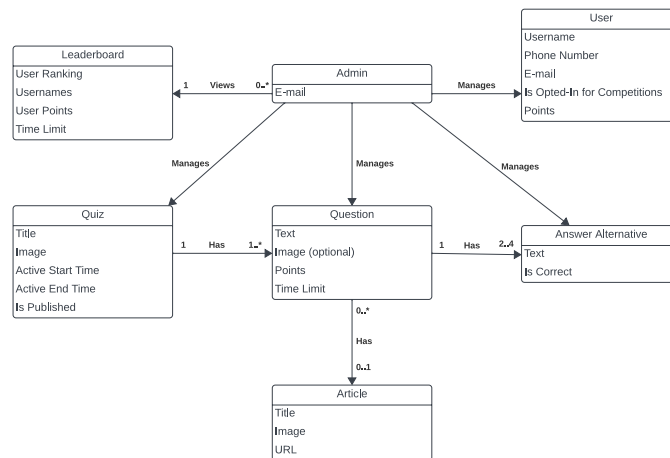 User
Username
Phone Number
E-mail
Is Opted-In for Competitions
Points
Leaderboard
User Ranking
Usernames
User Points
Time Limit
1 Views 0..*
Admin
E-mail
Manages
Manages
Manages
Manages
Quiz
Title
Image
Active Start Time
Active End Time
Is Published
1 Has 1..*
Question
Text
Image (optional)
Points
Time Limit
1 Has 2..4
Answer Alternative
Text
Is Correct
0..*
Has
0..1
Article
Title
Image
URL